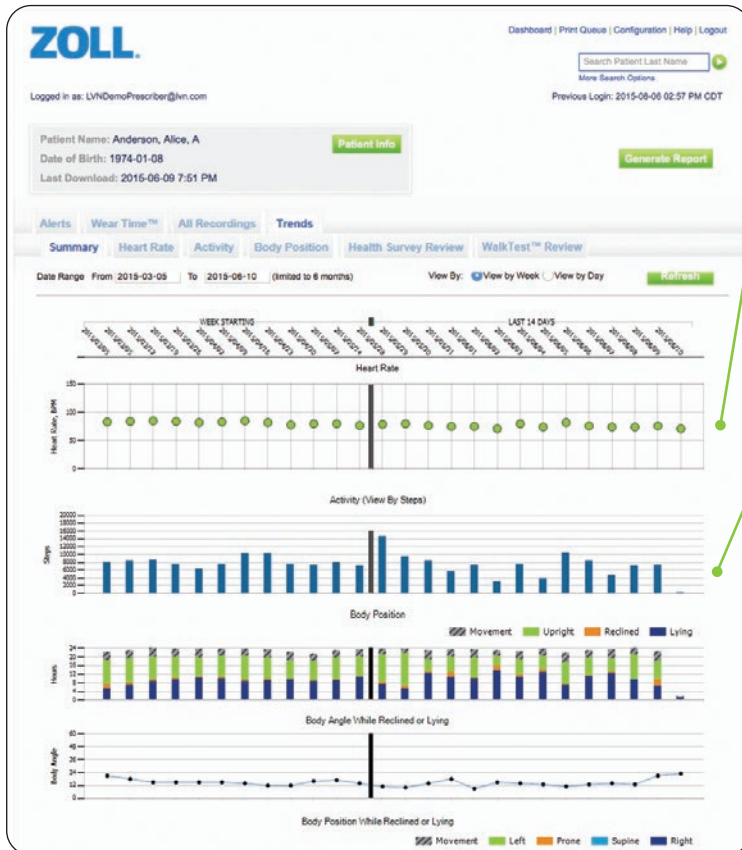 ZOLL.
Dashboard | Print Queue | Configuration | Help | Logout
Search Patient Last Name
More Search Options
Logged in as: LVNDemoPrescriber@lvn.com
Previous Login: 2015-08-06 02:57 PM CDT
Patient Name: Anderson, Alice, A
Patient Info
Date of Birth: 1974-01-08
Last Download: 2015-06-09 7:51 PM
Generate Report
Alerts Wear Time™ All Recordings Trends
Summary Heart Rate Activity Body Position Health Survey Review WalkTest™ Review
Date Range From 2015-03-05 To 2015-06-10 (limited to 6 months) View By: View by Week View by Day Refresh
WEEK STARTING LAST 14 DAYS
Heart Rate
Heart Rate, BPM
150
100
50
0
Activity (View By Steps)
Steps
20000
18000
16000
14000
12000
10000
8000
6000
4000
2000
0
Body Position
Movement Upright Reclined Lying
Hours
24
20
16
12
8
4
0
Body Angle While Reclined or Lying
Body Angle
60
48
36
24
12
0
Body Position While Reclined or Lying
Movement Left Prone Supine Right